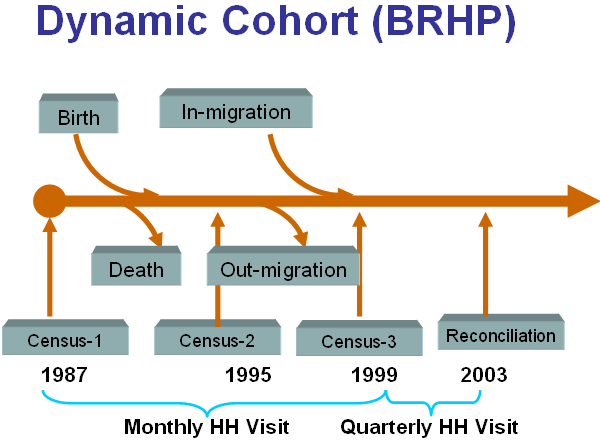 Dynamic Cohort (BRHP)
Birth
In-migration
Death
Out-migration
Census-1
Census-2
Census-3
Reconciliation
1987
1995
1999
2003
Monthly HH Visit
Quarterly HH Visit